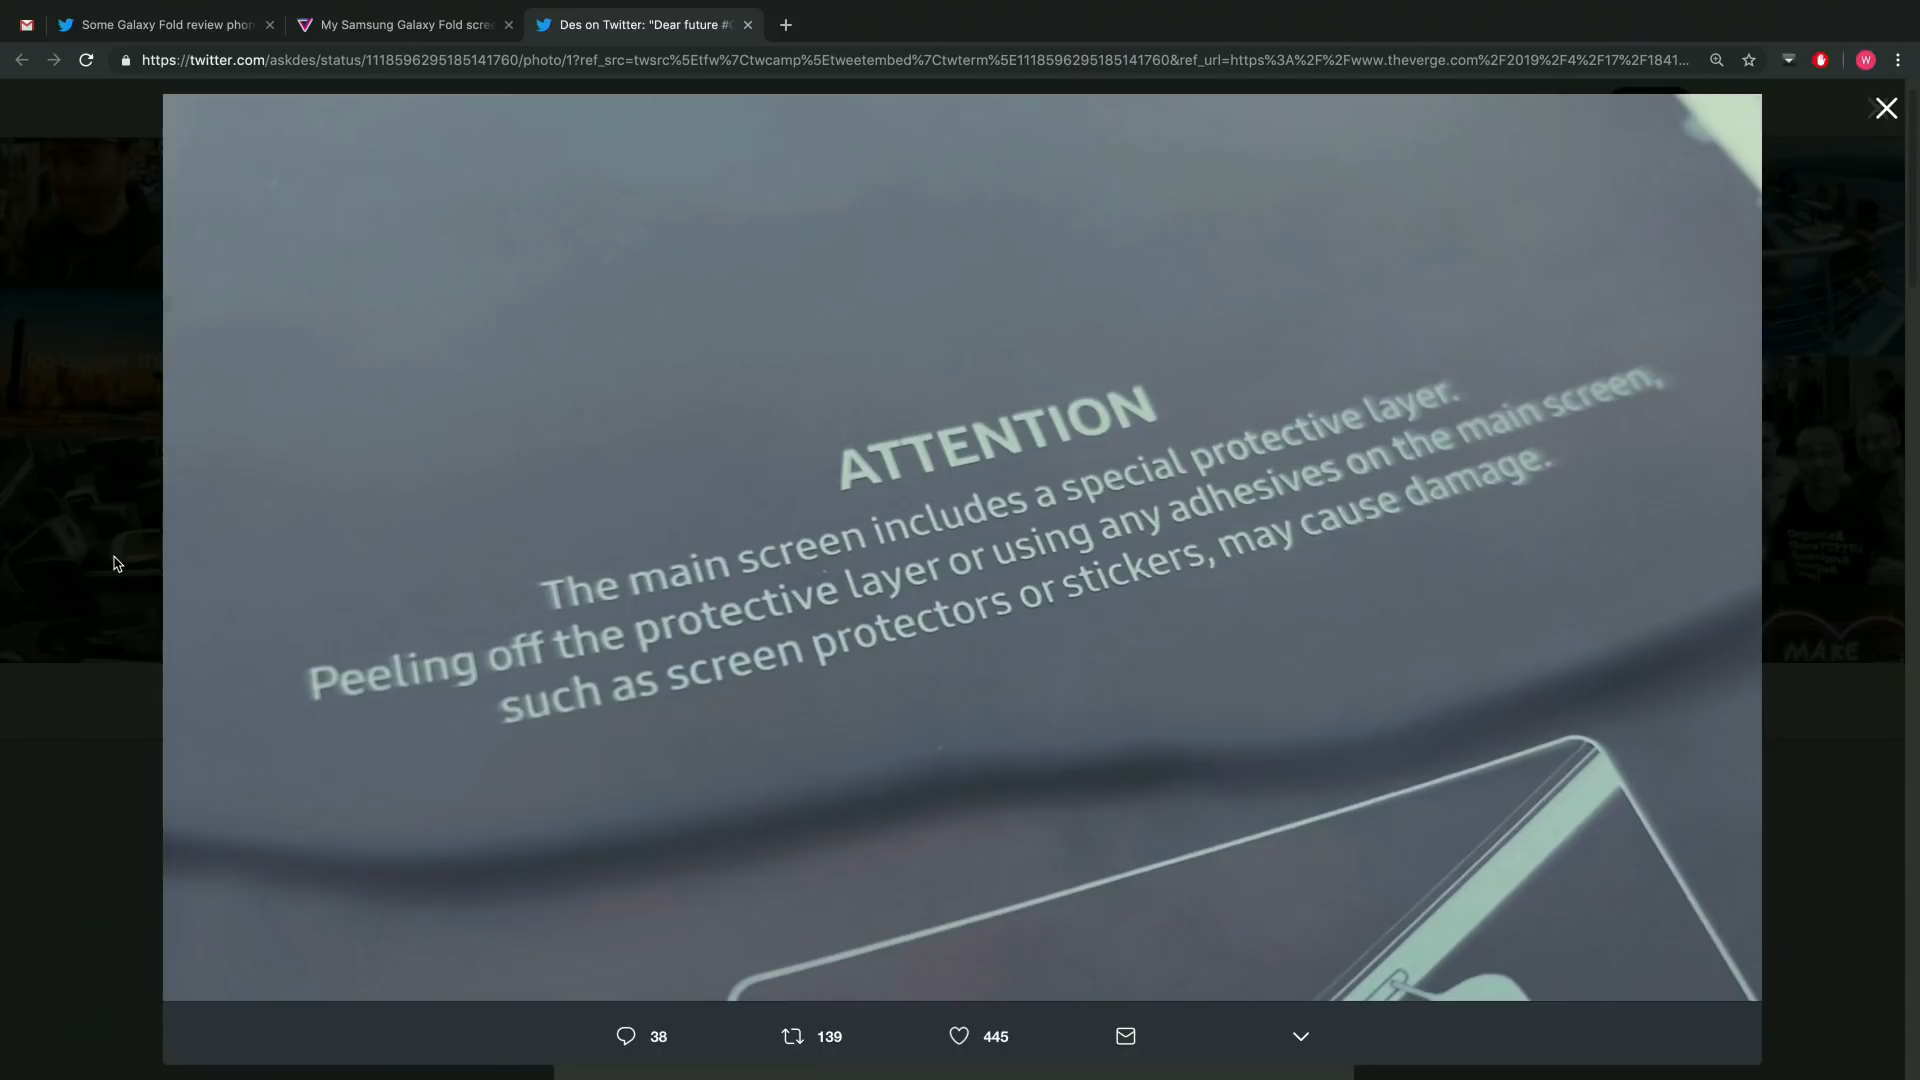 Some Galaxy Fold review phon
My Samsung Galaxy Fold scree
Des on Twitter: "Dear future #
https://twitter.com/askdes/status/1118596295185141760/photo/1?ref_src=twsrc%5Etfw%7Ctwcamp%5Etweetembed%7Ctwterm%5E1118596295185141760&ref_url=https%3A%2F%2Fwww.theverge.com%2F2019%2F4%2F17%2F1841...
W
ATTENTION
The main screen includes a special protective layer.
Peeling off the protective layer or using any adhesives on the main screen,
such as screen protectors or stickers, may cause damage.
MAKE
38
139
445